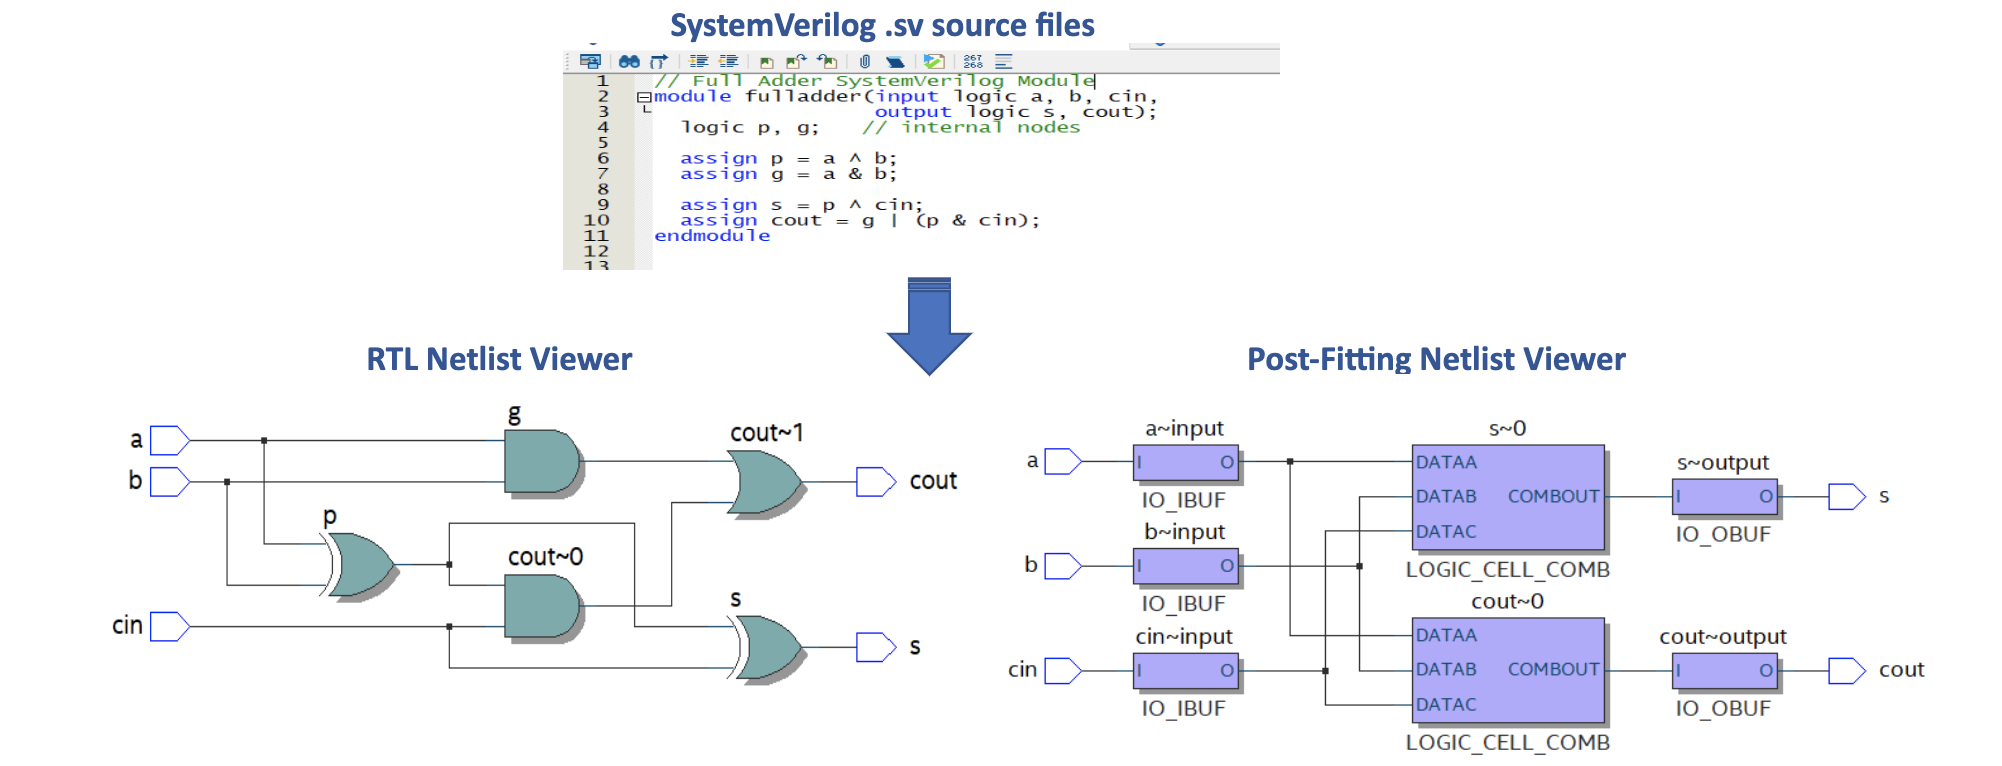 SystemVerilog .sv source files
267
268
1 // Full Adder SystemVerilog Module
2 module fulladder(input logic a, b, cin,
3 output logic s, cout);
4 logic p, g; // internal nodes
5
6 assign p = a ^ b;
7 assign g = a & b;
8
9 assign s = p ^ cin;
10 assign cout = g | (p & cin);
11 endmodule
12
13
RTL Netlist Viewer
g
cout~1
a
b
cout
p
cout~0
s
cin
s
Post-Fitting Netlist Viewer
a~input
s~0
a
I O
DATAA
s~output
IO_IBUF
DATAB COMBOUT
I O
s
b~input
DATAC
IO_OBUF
b
I O
LOGIC_CELL_COMB
IO_IBUF
cout~0
cin~input
DATAA
cout~output
cin
I O
DATAB COMBOUT
I O
cout
IO_IBUF
DATAC
IO_OBUF
LOGIC_CELL_COMB